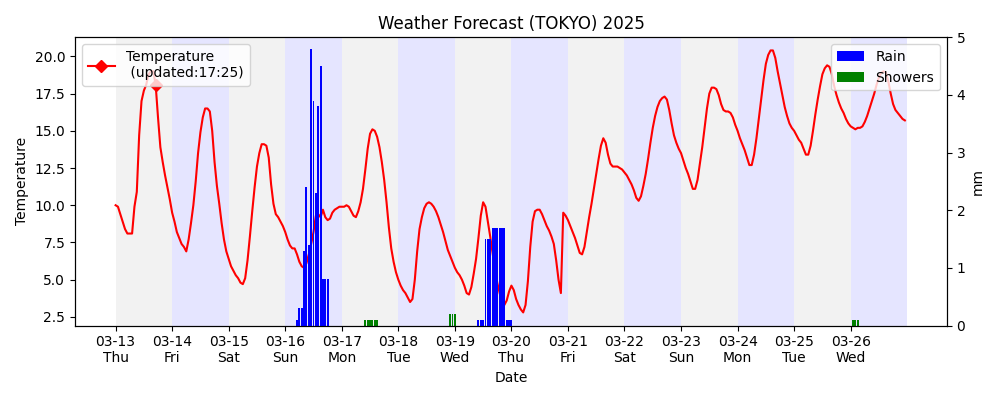 Weather Forecast (TOKYO) 2025
Temperature
(updated:17:25)
Rain
Showers
Temperature
20.0
17.5
15.0
12.5
10.0
7.5
5.0
2.5
5
4
3
2
1
0
mm
03-13 03-14 03-15 03-16 03-17 03-18 03-19 03-20 03-21 03-22 03-23 03-24 03-25 03-26
Thu Fri Sat Sun Mon Tue Wed Thu Fri Sat Sun Mon Tue Wed
Date